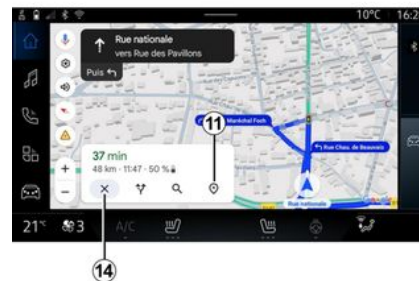 10°C
16:2
Rue nationale
vers Rue des Pavillons
Puis
Maréchal Foch
11
Rue Chau. de Beauvais
37 min
48 km · 11:47 · 50 %
Rue nationale
21°
3
A/C
14